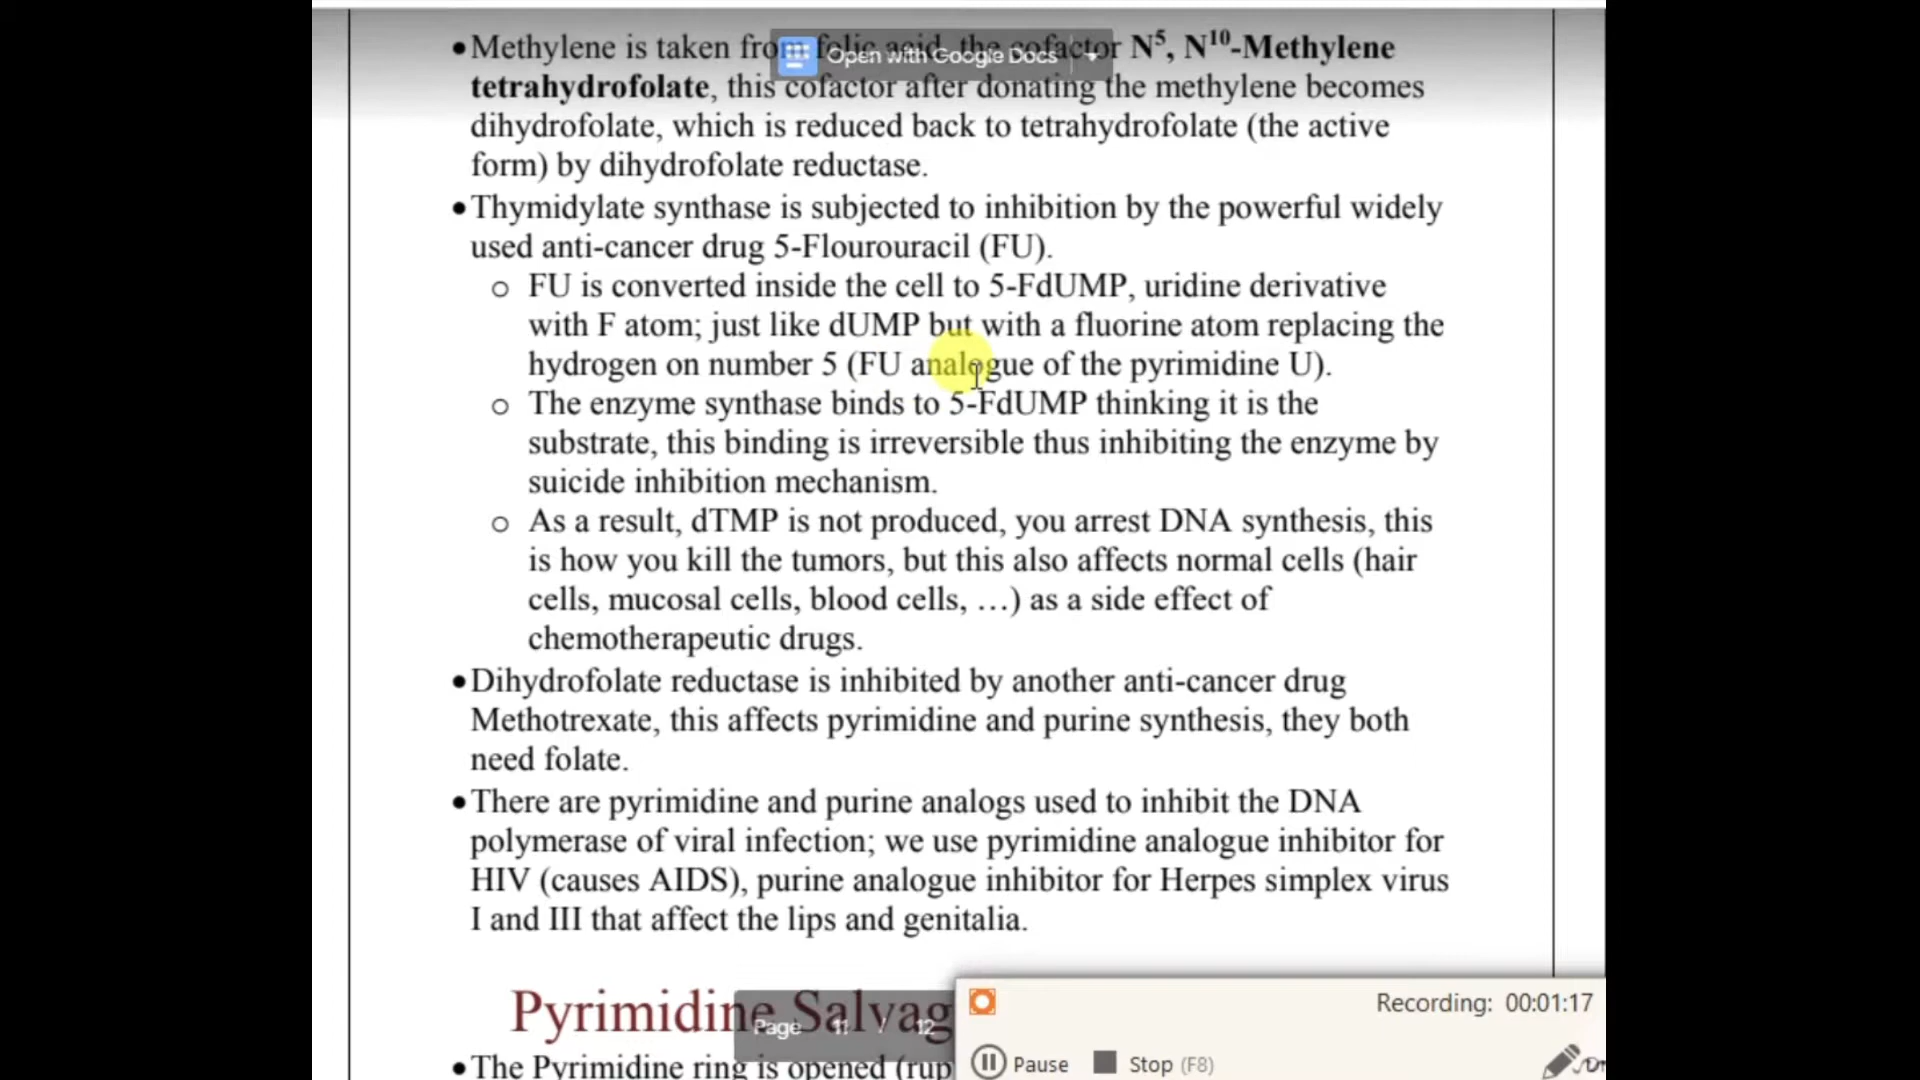 • Methylene is taken from folic acid, the cofactor N⁵, N¹⁰-Methylene
Open with Google Docs
tetrahydrofolate, this cofactor after donating the methylene becomes
dihydrofolate, which is reduced back to tetrahydrofolate (the active
form) by dihydrofolate reductase.
• Thymidylate synthase is subjected to inhibition by the powerful widely
used anti-cancer drug 5-Flourouracil (FU).
o FU is converted inside the cell to 5-FdUMP, uridine derivative
with F atom; just like dUMP but with a fluorine atom replacing the
hydrogen on number 5 (FU analogue of the pyrimidine U).
o The enzyme synthase binds to 5-FdUMP thinking it is the
substrate, this binding is irreversible thus inhibiting the enzyme by
suicide inhibition mechanism.
o As a result, dTMP is not produced, you arrest DNA synthesis, this
is how you kill the tumors, but this also affects normal cells (hair
cells, mucosal cells, blood cells, …) as a side effect of
chemotherapeutic drugs.
• Dihydrofolate reductase is inhibited by another anti-cancer drug
Methotrexate, this affects pyrimidine and purine synthesis, they both
need folate.
• There are pyrimidine and purine analogs used to inhibit the DNA
polymerase of viral infection; we use pyrimidine analogue inhibitor for
HIV (causes AIDS), purine analogue inhibitor for Herpes simplex virus
I and III that affect the lips and genitalia.
Pyrimidine Salvag
Page 11 / 12
Recording: 00:01:17
• The Pyrimidine ring is opened (rup
Pause Stop (F8)